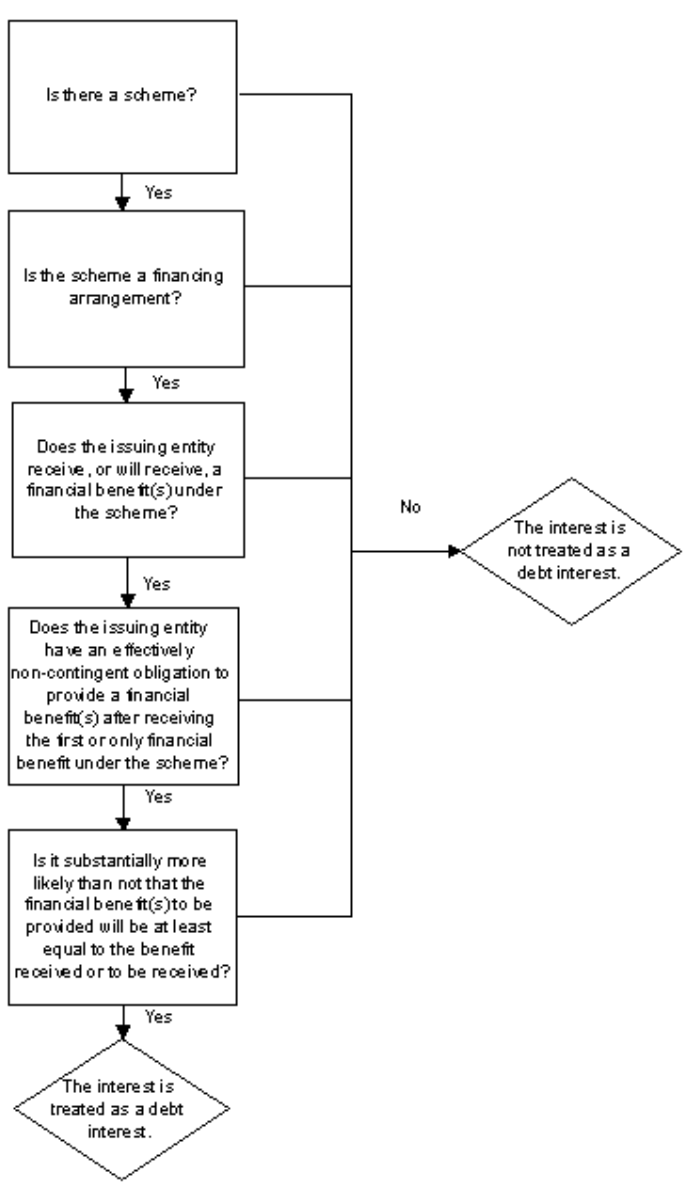 Is there a scheme?
Yes
Is the scheme a financing
arrangement?
Yes
Does the issuing entity
receive, or will receive, a
financial benefit(s) under
the scheme?
No
The interest is
not treated as a
debt interest.
Yes
Does the issuing entity
have an effectively
non-contingent obligation to
provide a financial
benefit(s) after receiving
the first or only financial
benefit under the scheme?
Yes
Is it substantially more
likely than not that the
financial benefit(s) to be
provided will be at least
equal to the benefit
received or to be received?
Yes
The interest is
treated as a debt
interest.